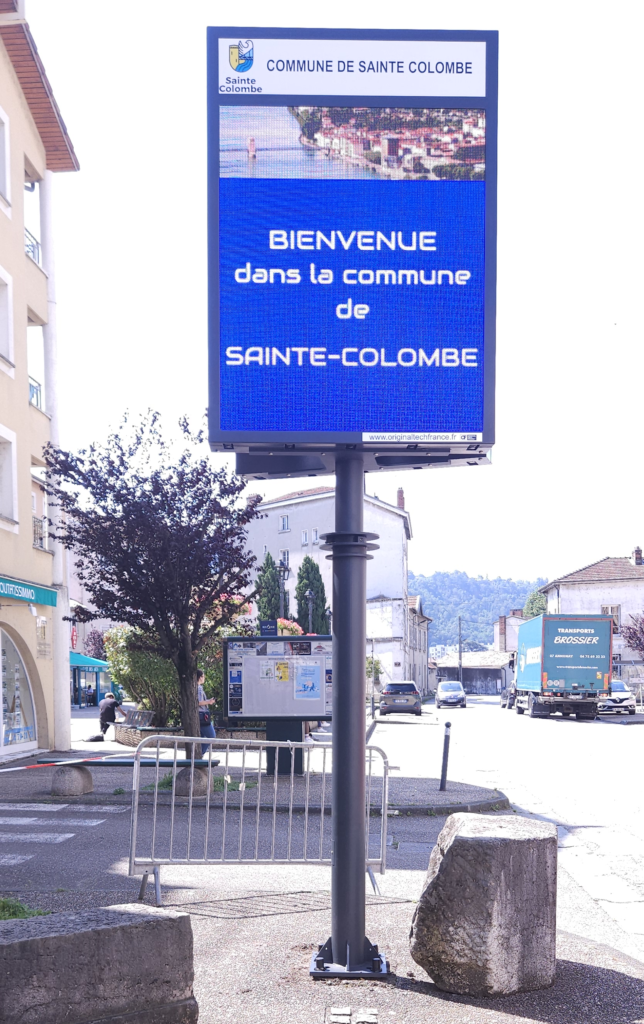 Sainte
Colombe
COMMUNE DE SAINTE COLOMBE
BIENVENUE
dans la commune
de
SAINTE-COLOMBE
www.originaltechfrance.fr
TRANSPORTS
BROSSIER